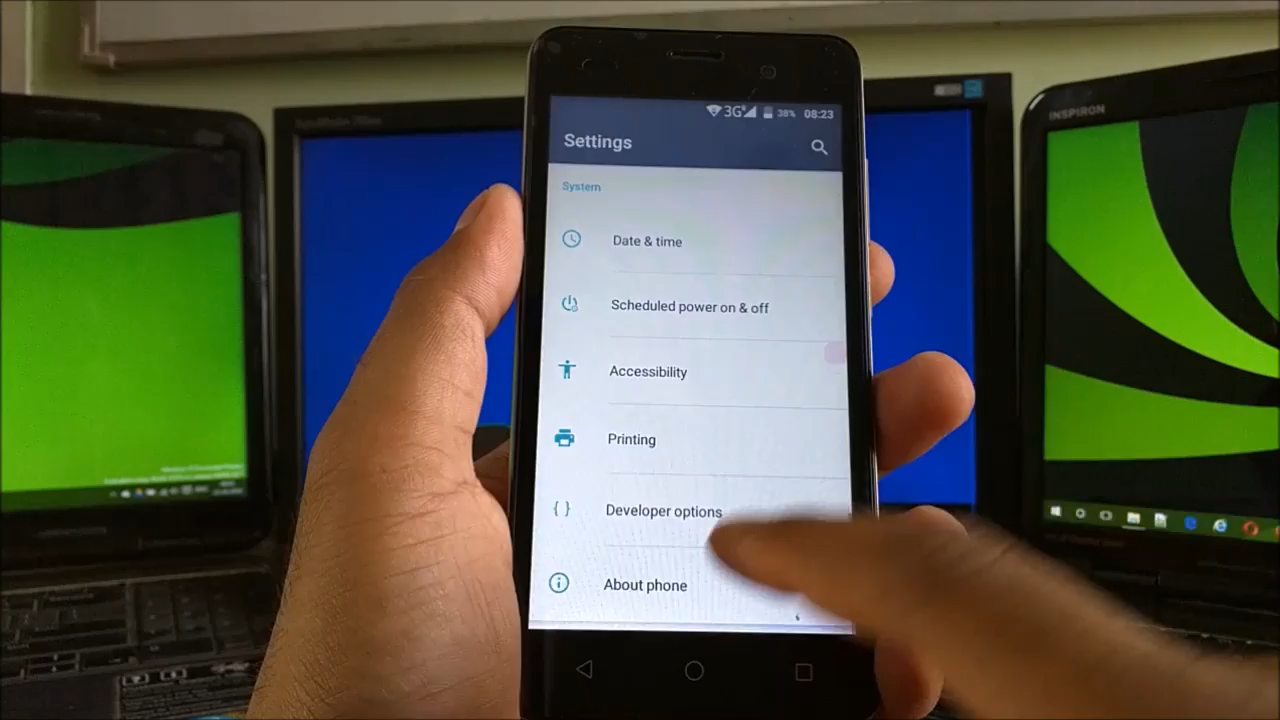 3G 38% 08:23
Settings
INSPIRON
System
Date & time
Scheduled power on & off
Accessibility
Printing
Developer options
About phone